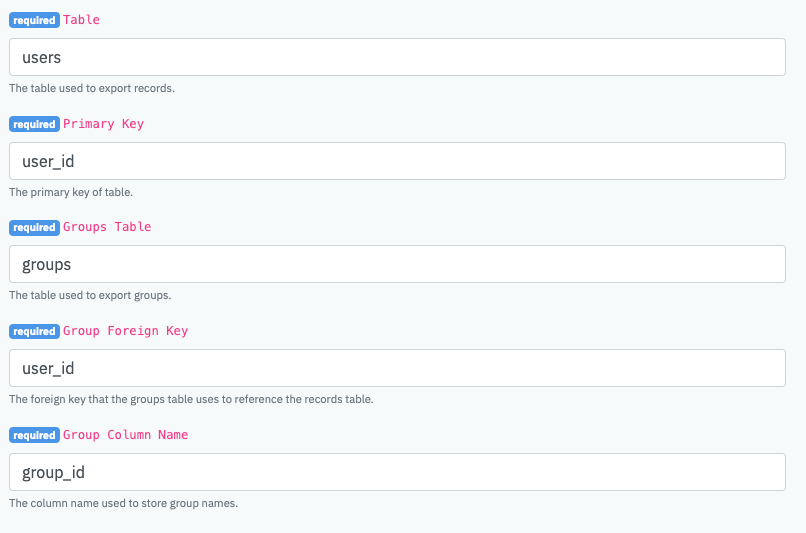 required Table
users
The table used to export records.
required Primary Key
user_id
The primary key of table.
required Groups Table
groups
The table used to export groups.
required Group Foreign Key
user_id
The foreign key that the groups table uses to reference the records table.
required Group Column Name
group_id
The column name used to store group names.